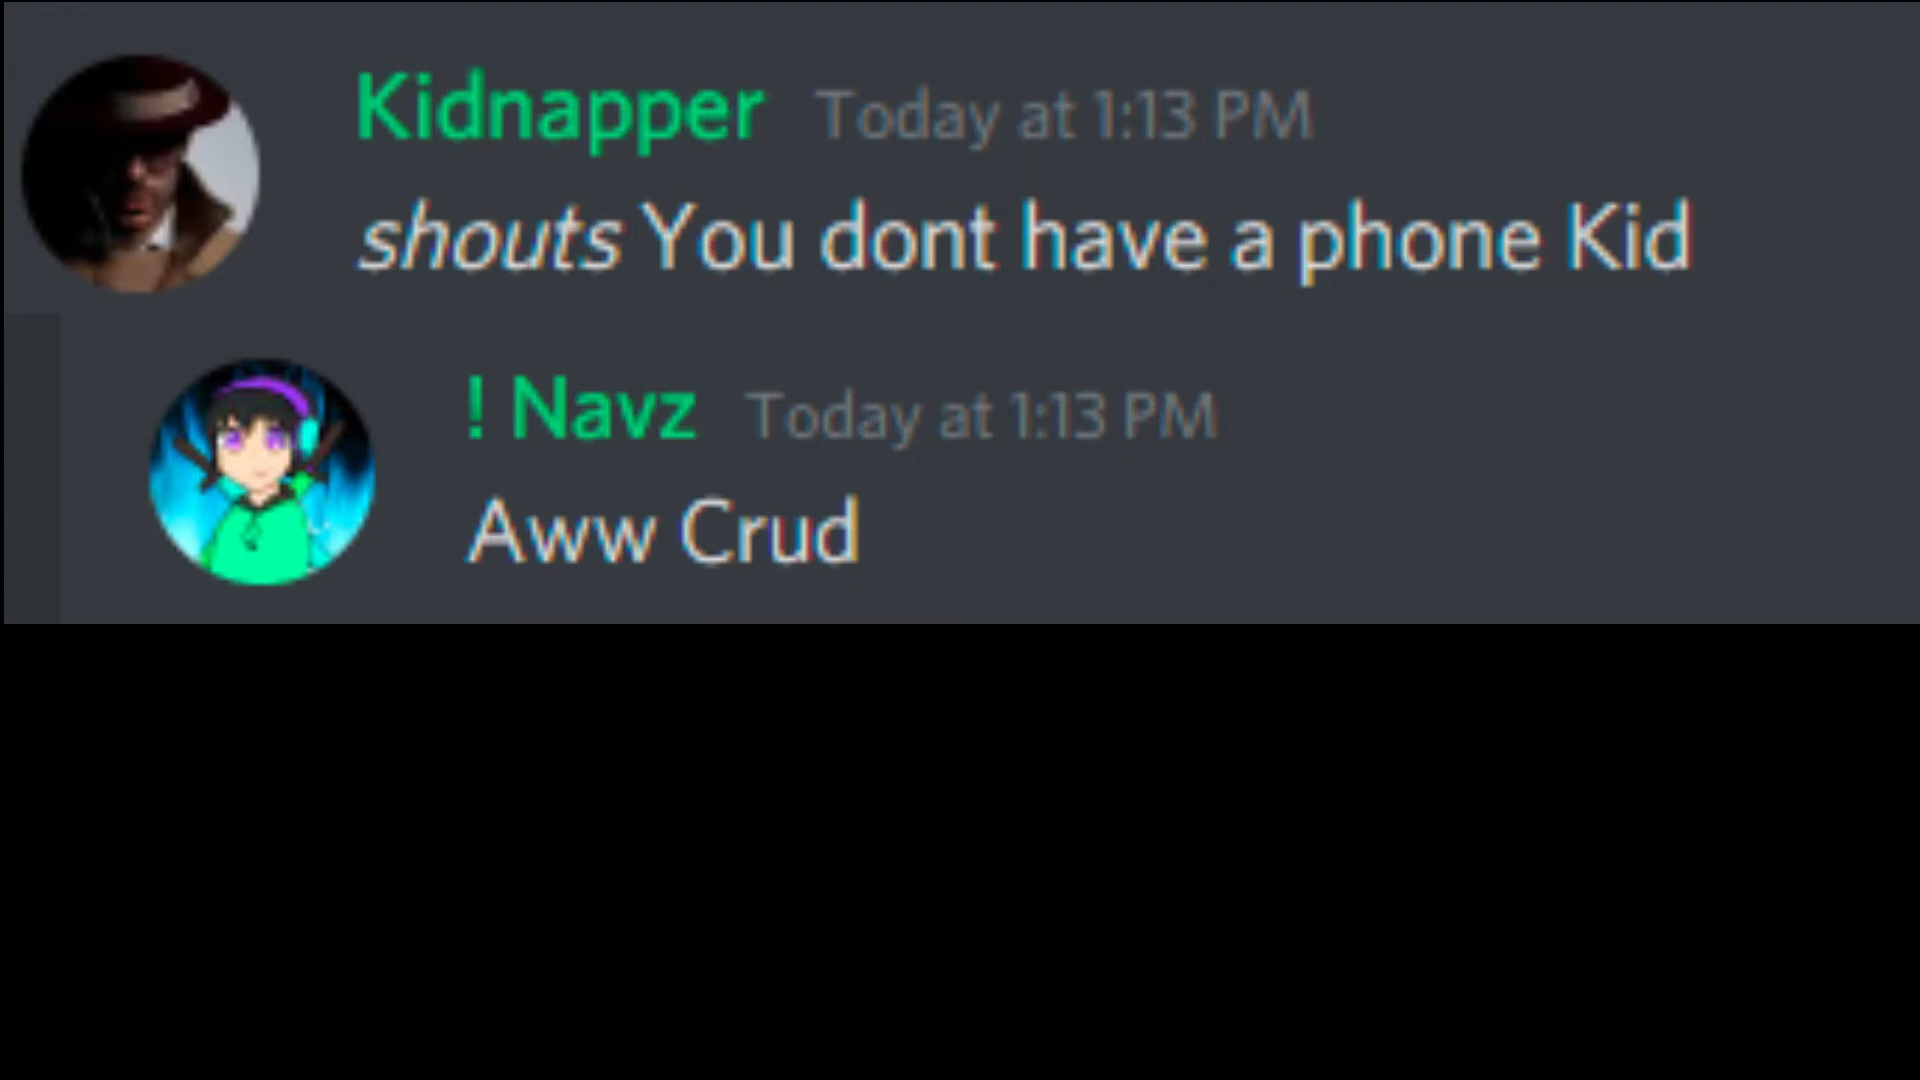 Kidnapper Today at 1:13 PM
shouts You dont have a phone Kid
! Navz Today at 1:13 PM
Aww Crud